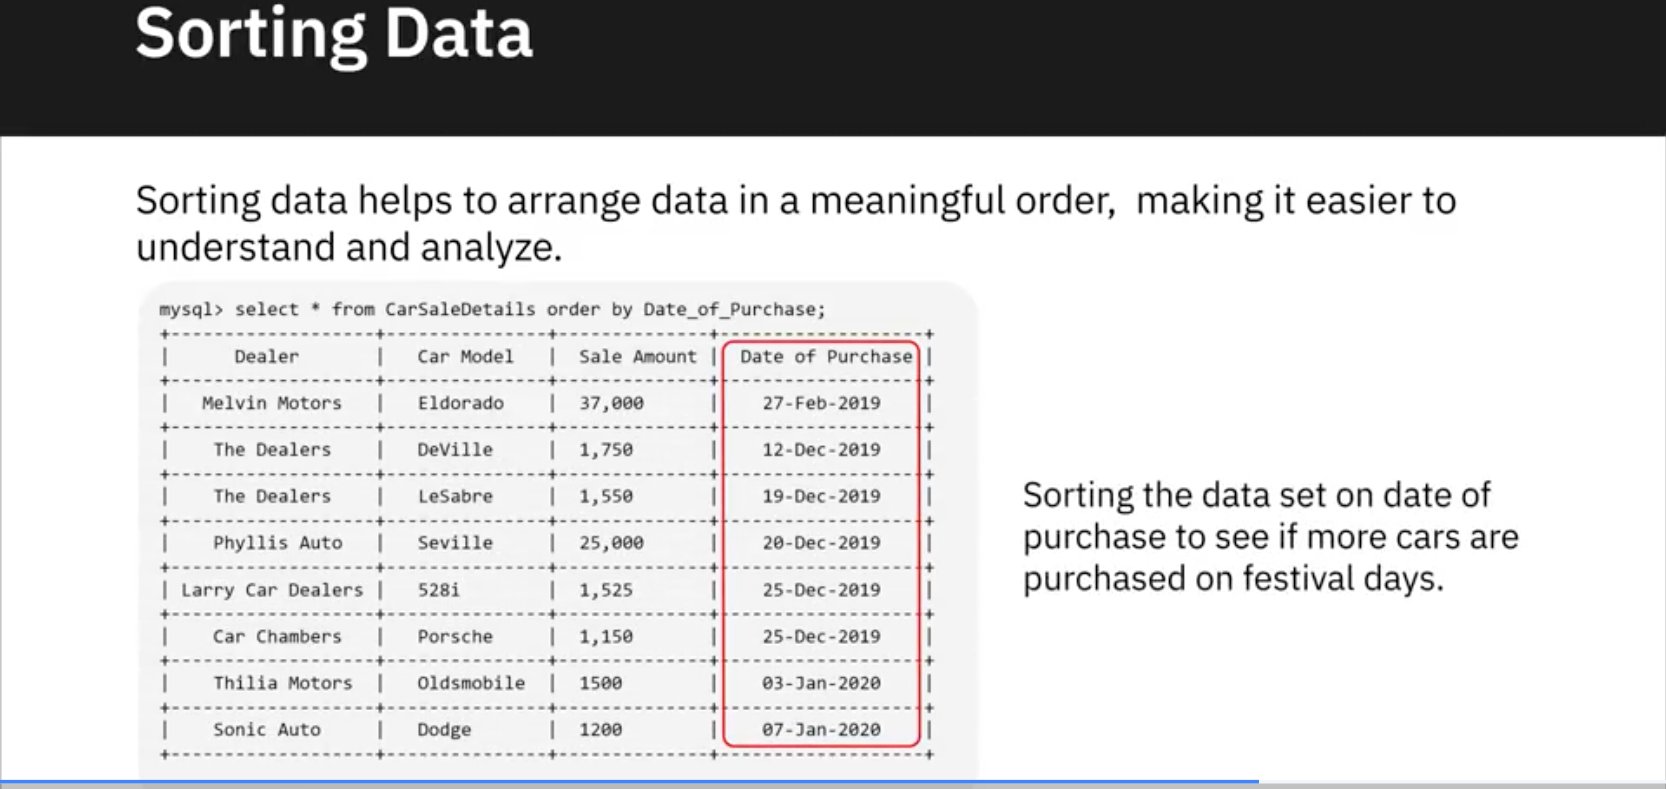 Sorting Data
Sorting data helps to arrange data in a meaningful order, making it easier to
understand and analyze.
mysql> select * from CarSaleDetails order by Date_of_Purchase;
| Dealer | Car Model | Sale Amount | Date of Purchase |
| Melvin Motors | Eldorado | 37,000 | 27-Feb-2019 |
| The Dealers | DeVille | 1,750 | 12-Dec-2019 |
| The Dealers | LeSabre | 1,550 | 19-Dec-2019 |
| Phyllis Auto | Seville | 25,000 | 20-Dec-2019 |
| Larry Car Dealers | 528i | 1,525 | 25-Dec-2019 |
| Car Chambers | Porsche | 1,150 | 25-Dec-2019 |
| Thilia Motors | Oldsmobile | 1500 | 03-Jan-2020 |
| Sonic Auto | Dodge | 1200 | 07-Jan-2020 |
Sorting the data set on date of
purchase to see if more cars are
purchased on festival days.